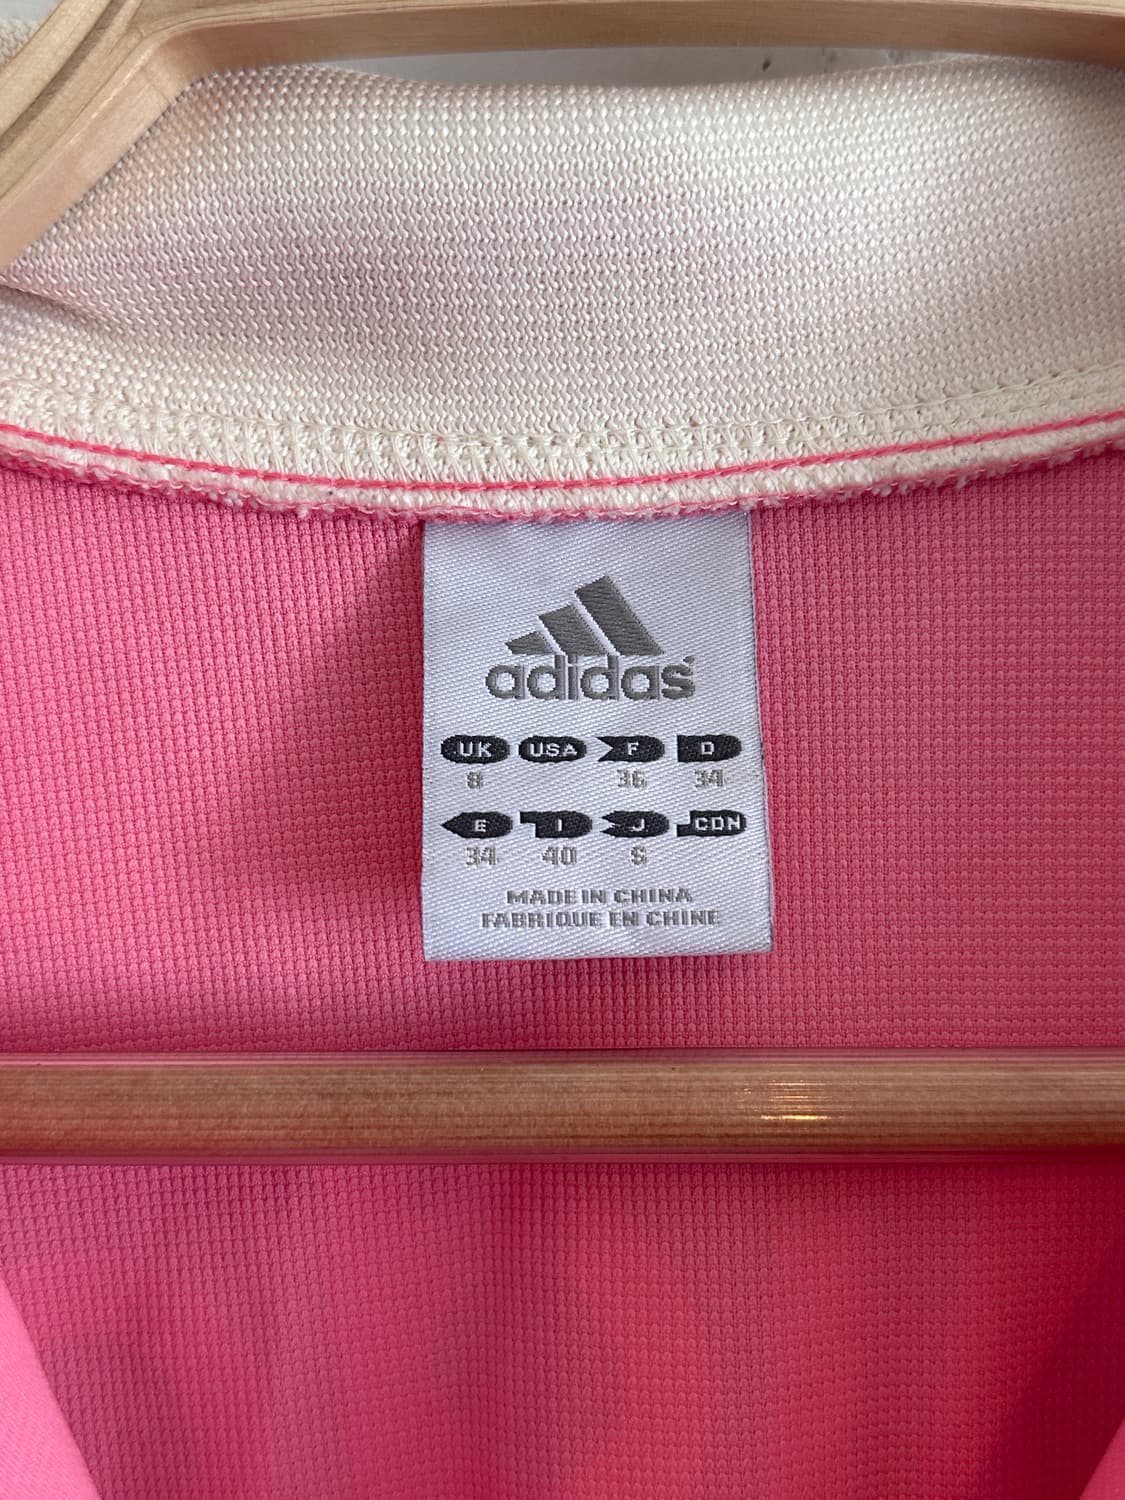 adidas
UK USA F D
8 36 34
E I J CDN
34 40 S
MADE IN CHINA
FABRIQUE EN CHINE